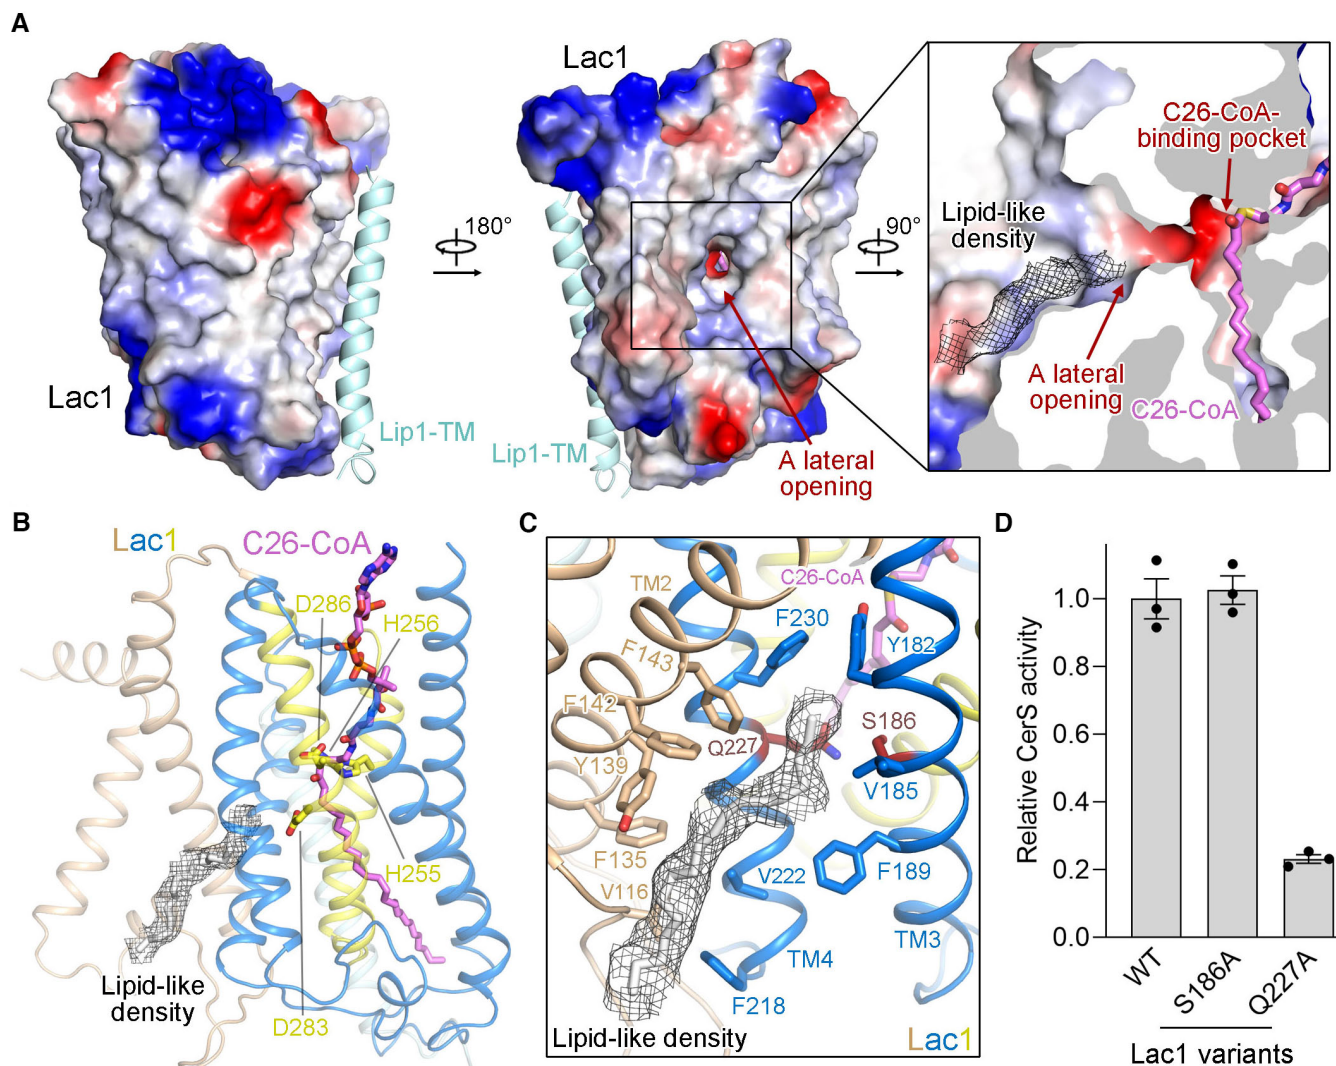 A
Lac1
Lip1-TM
180°
Lac1
Lip1-TM
A lateral
opening
90°
C26-CoA-
binding pocket
Lipid-like
density
A lateral
opening
C26-CoA
B
Lac1
C26-CoA
D286
H256
H255
Lipid-like
density
D283
C
TM2
C26-CoA
F230
Y182
F143
F142
Q227
S186
Y139
V185
F135
F189
V116
V222
TM4
TM3
F218
Lipid-like density
Lac1
D
Relative CerS activity
1.0
0.8
0.6
0.4
0.2
0.0
WT
S186A
Q227A
Lac1 variants